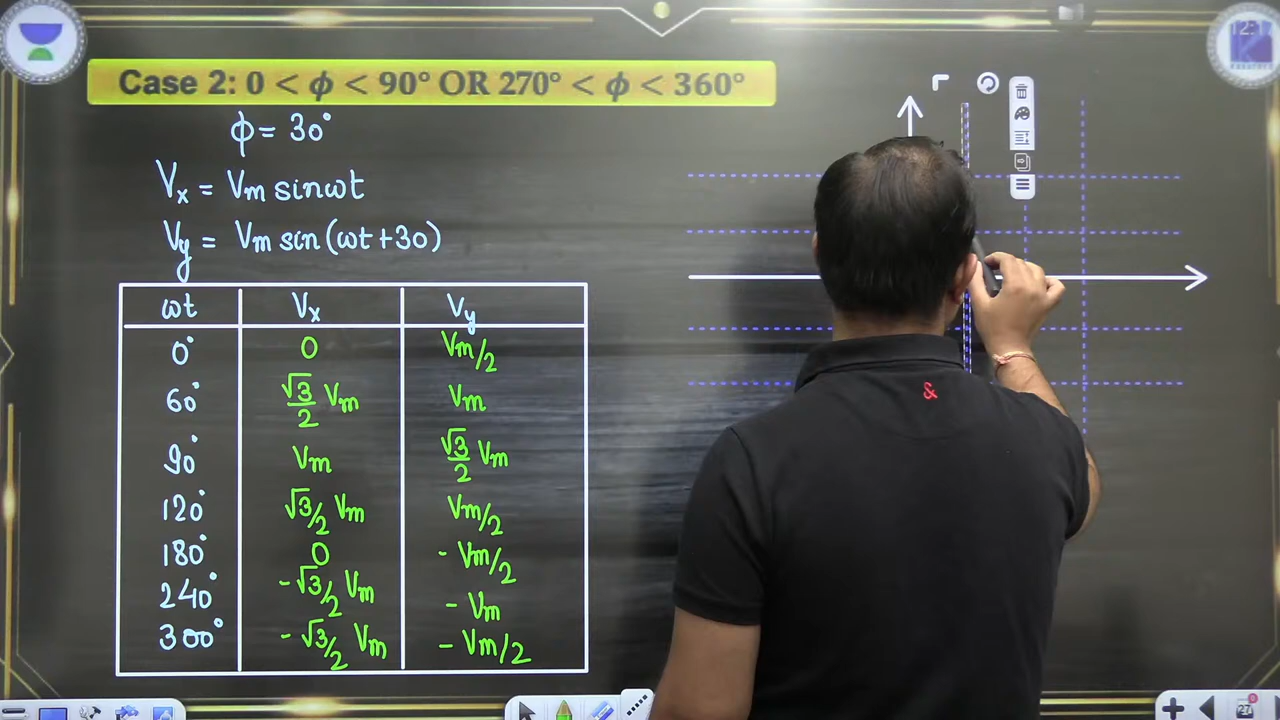 Case 2: 0 < ϕ < 90° OR 270° < ϕ < 360°
ϕ = 30°
Vx = Vm sinωt
Vy = Vm sin(ωt+30)
ωt Vx Vy
0° 0 Vm/2
60° √3/2 Vm Vm
90° Vm √3/2 Vm
120° √3/2 Vm Vm/2
180° 0 - Vm/2
240° -√3/2 Vm - Vm
300° -√3/2 Vm - Vm/2
&
27